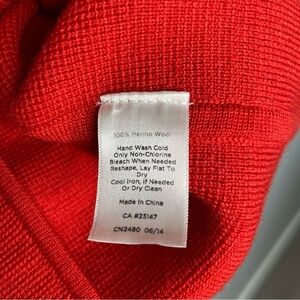 100% Merino Wool
Hand Wash Cold
Only Non-Chlorine
Bleach When Needed
Reshape, Lay Flat To
Dry
Cool Iron, If Needed
Or Dry Clean
Made In China
CA #23147
CN2480 06/14